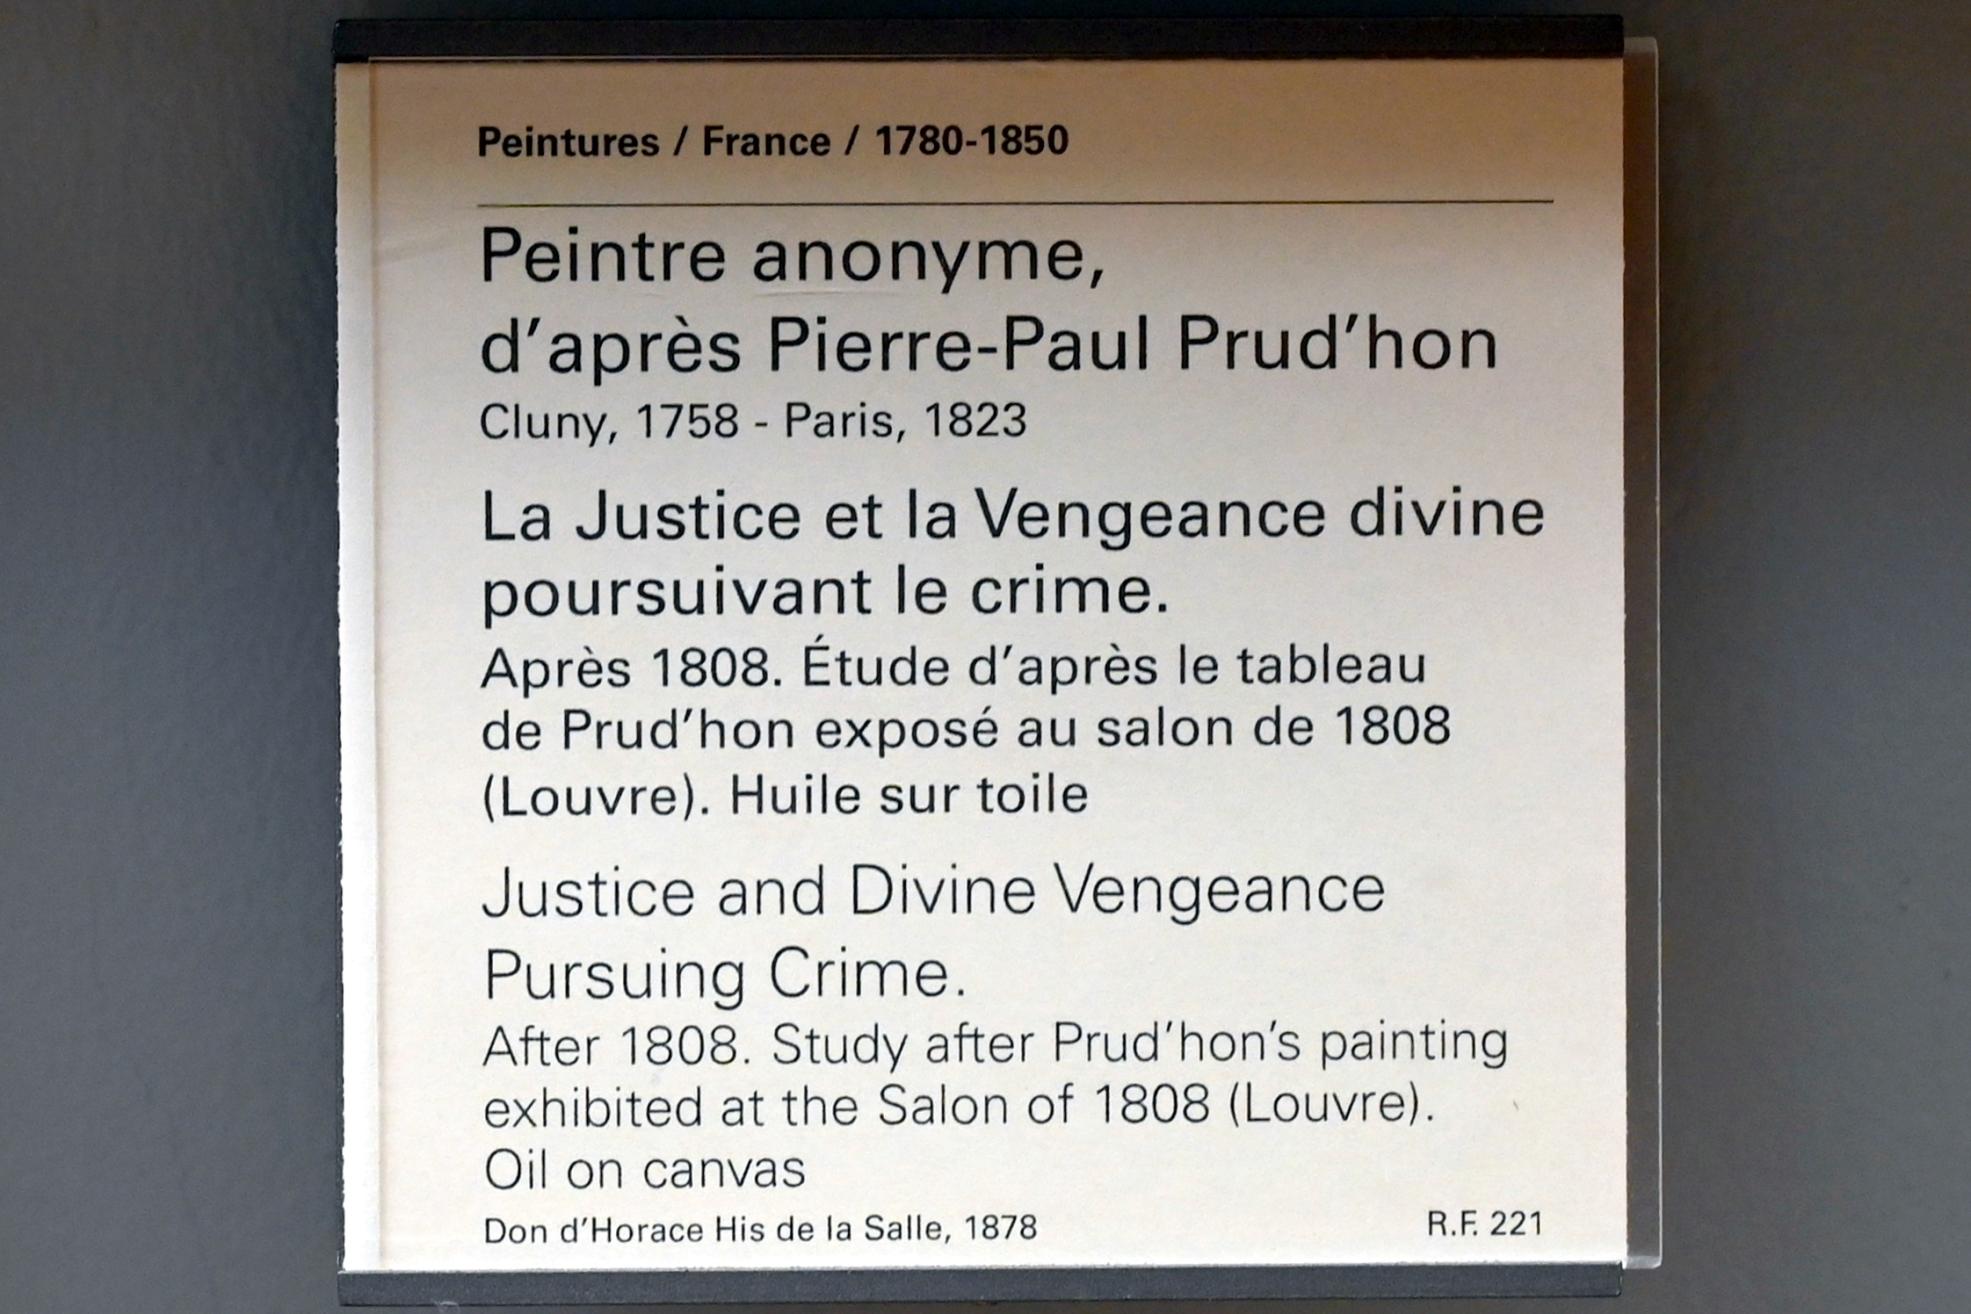 Peintures / France / 1780-1850
Peintre anonyme,
d'après Pierre-Paul Prud'hon
Cluny, 1758 - Paris, 1823
La Justice et la Vengeance divine
poursuivant le crime.
Après 1808. Étude d'après le tableau
de Prud'hon exposé au salon de 1808
(Louvre). Huile sur toile
Justice and Divine Vengeance
Pursuing Crime.
After 1808. Study after Prud'hon's painting
exhibited at the Salon of 1808 (Louvre).
Oil on canvas
Don d'Horace His de la Salle, 1878 R.F. 221